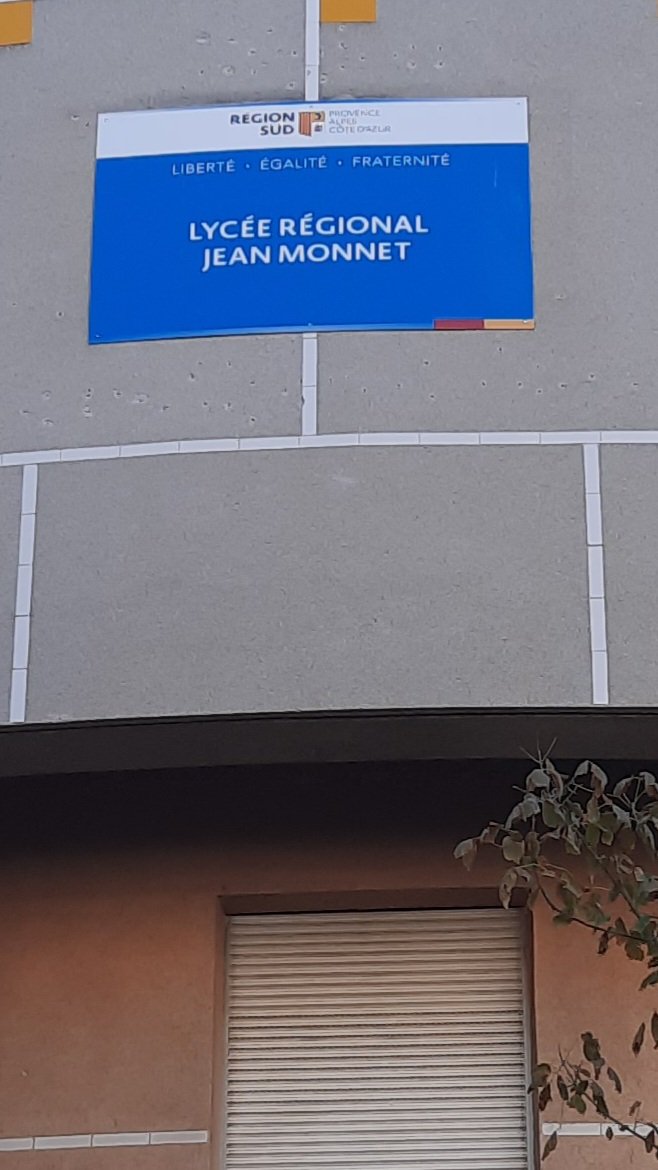 RÉGION
SUD
PROVENCE
ALPES
CÔTE D'AZUR
LIBERTÉ · ÉGALITÉ · FRATERNITÉ
LYCÉE RÉGIONAL
JEAN MONNET